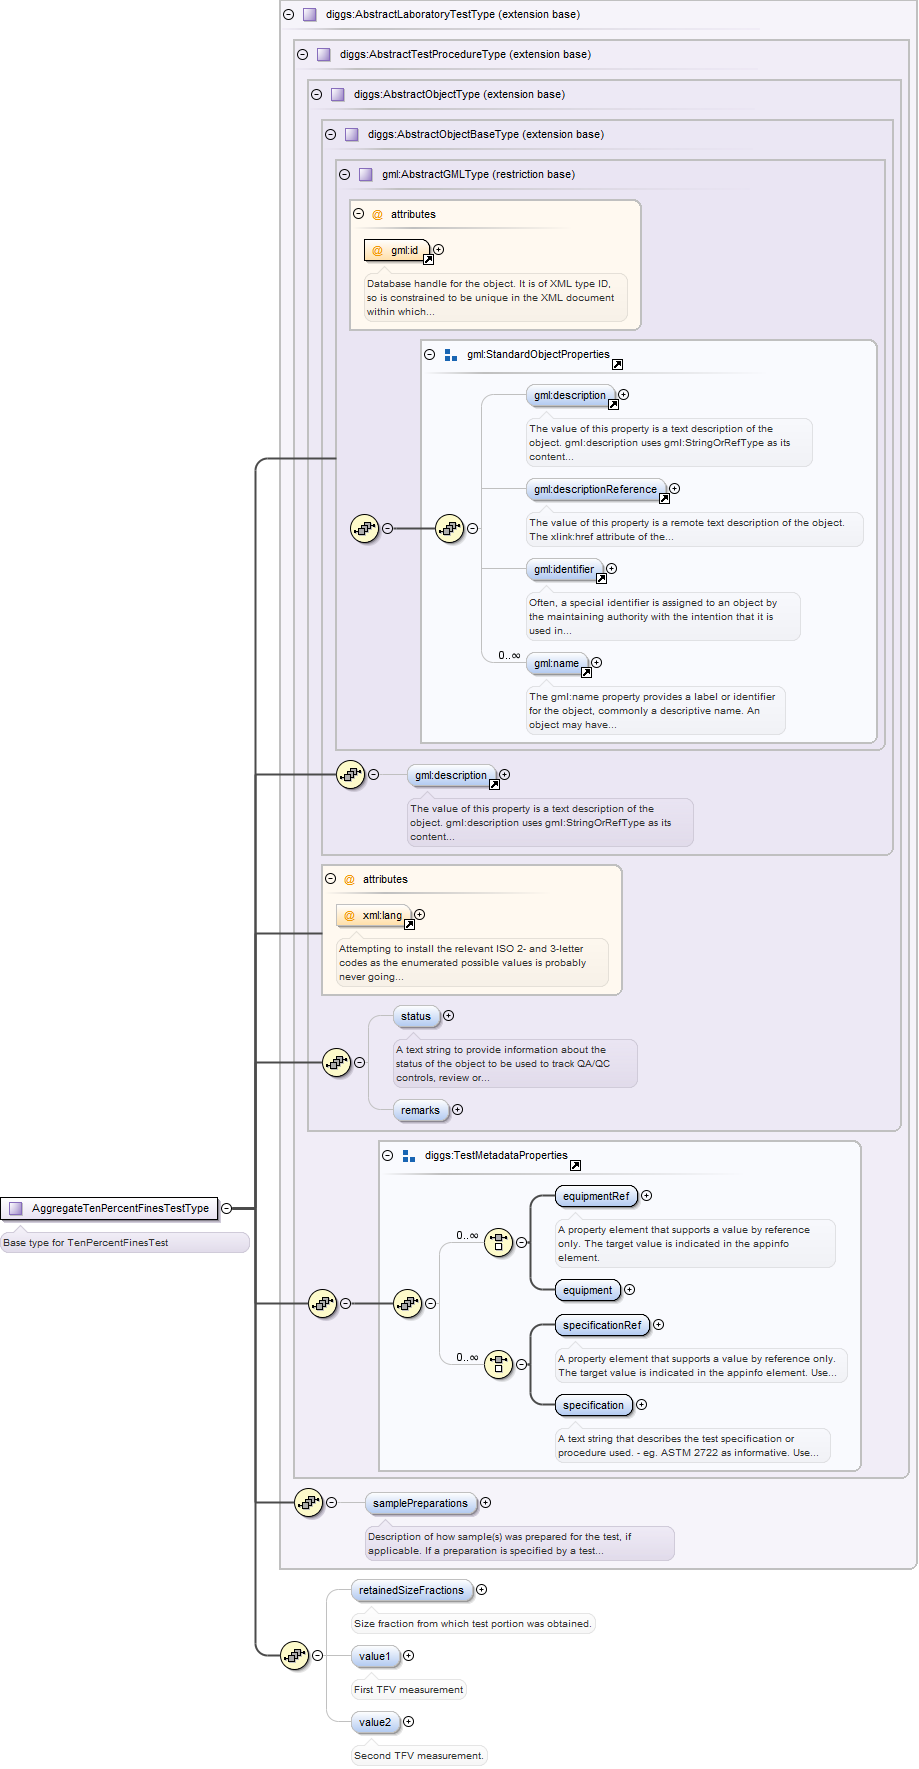 diggs:AbstractLaboratoryTestType (extension base)
diggs:AbstractTestProcedureType (extension base)
diggs:AbstractObjectType (extension base)
diggs:AbstractObjectBaseType (extension base)
gml:AbstractGMLType (restriction base)
@ attributes
@ gml:id
Database handle for the object. It is of XML type ID,
so is constrained to be unique in the XML document
within which...
gml:StandardObjectProperties
gml:description
The value of this property is a text description of the
object. gml:description uses gml:StringOrRefType as its
content...
gml:descriptionReference
The value of this property is a remote text description of the object.
The xlink:href attribute of the...
gml:identifier
Often, a special identifier is assigned to an object by
the maintaining authority with the intention that it is
used in...
0..∞
gml:name
The gml:name property provides a label or identifier
for the object, commonly a descriptive name. An
object may have...
gml:description
The value of this property is a text description of the
object. gml:description uses gml:StringOrRefType as its
content...
@ attributes
@ xml:lang
Attempting to install the relevant ISO 2- and 3-letter
codes as the enumerated possible values is probably
never going...
status
A text string to provide information about the
status of the object to be used to track QA/QC
controls, review or...
remarks
diggs:TestMetadataProperties
equipmentRef
A property element that supports a value by reference
only. The target value is indicated in the appinfo
element.
0..∞
equipment
specificationRef
A property element that supports a value by reference only.
The target value is indicated in the appinfo element. Use...
0..∞
specification
A text string that describes the test specification or
procedure used. - eg. ASTM 2722 as informative. Use...
AggregateTenPercentFinesTestType
Base type for TenPercentFinesTest
samplePreparations
Description of how sample(s) was prepared for the test, if
applicable. If a preparation is specified by a test...
retainedSizeFractions
Size fraction from which test portion was obtained.
value1
First TFV measurement
value2
Second TFV measurement.